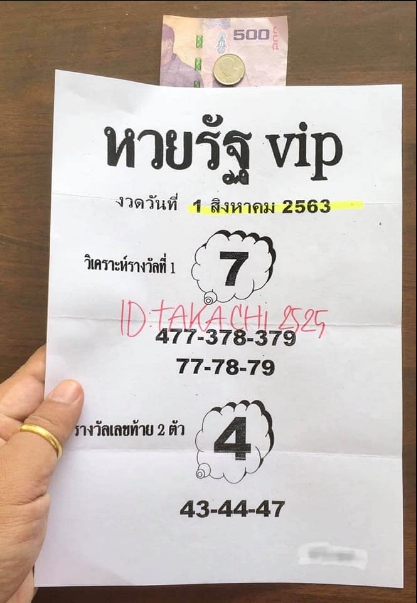 500
หวยรัฐ vip
งวดวันที่ 1 สิงหาคม 2563
วิเคราะห์รางวัลที่ 1
7
ID:TAKACHI 2525
477-378-379
77-78-79
รางวัลเลขท้าย 2 ตัว
4
43-44-47